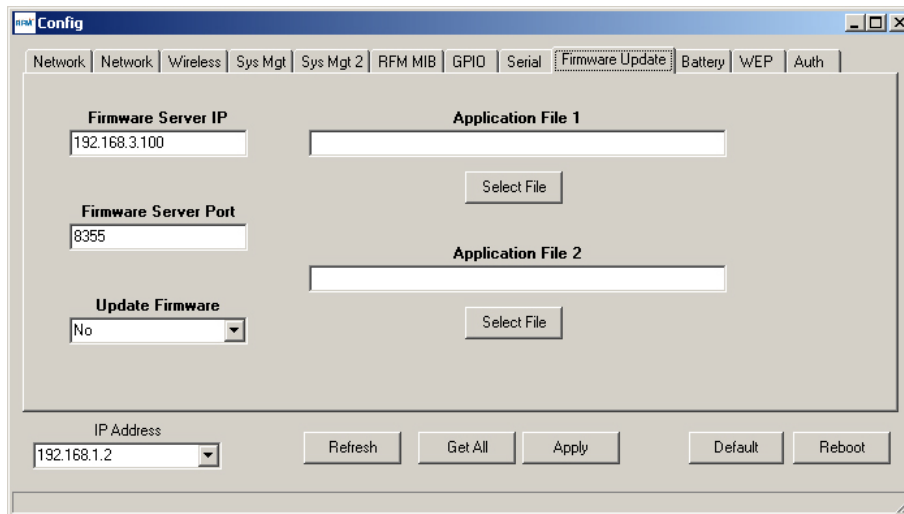 RFM Config
Network Network Wireless Sys Mgt Sys Mgt 2 RFM MIB GPIO Serial Firmware Update Battery WEP Auth
Firmware Server IP
192.168.3.100
Application File 1
Select File
Firmware Server Port
8355
Application File 2
Select File
Update Firmware
No
IP Address
192.168.1.2
Refresh Get All Apply Default Reboot